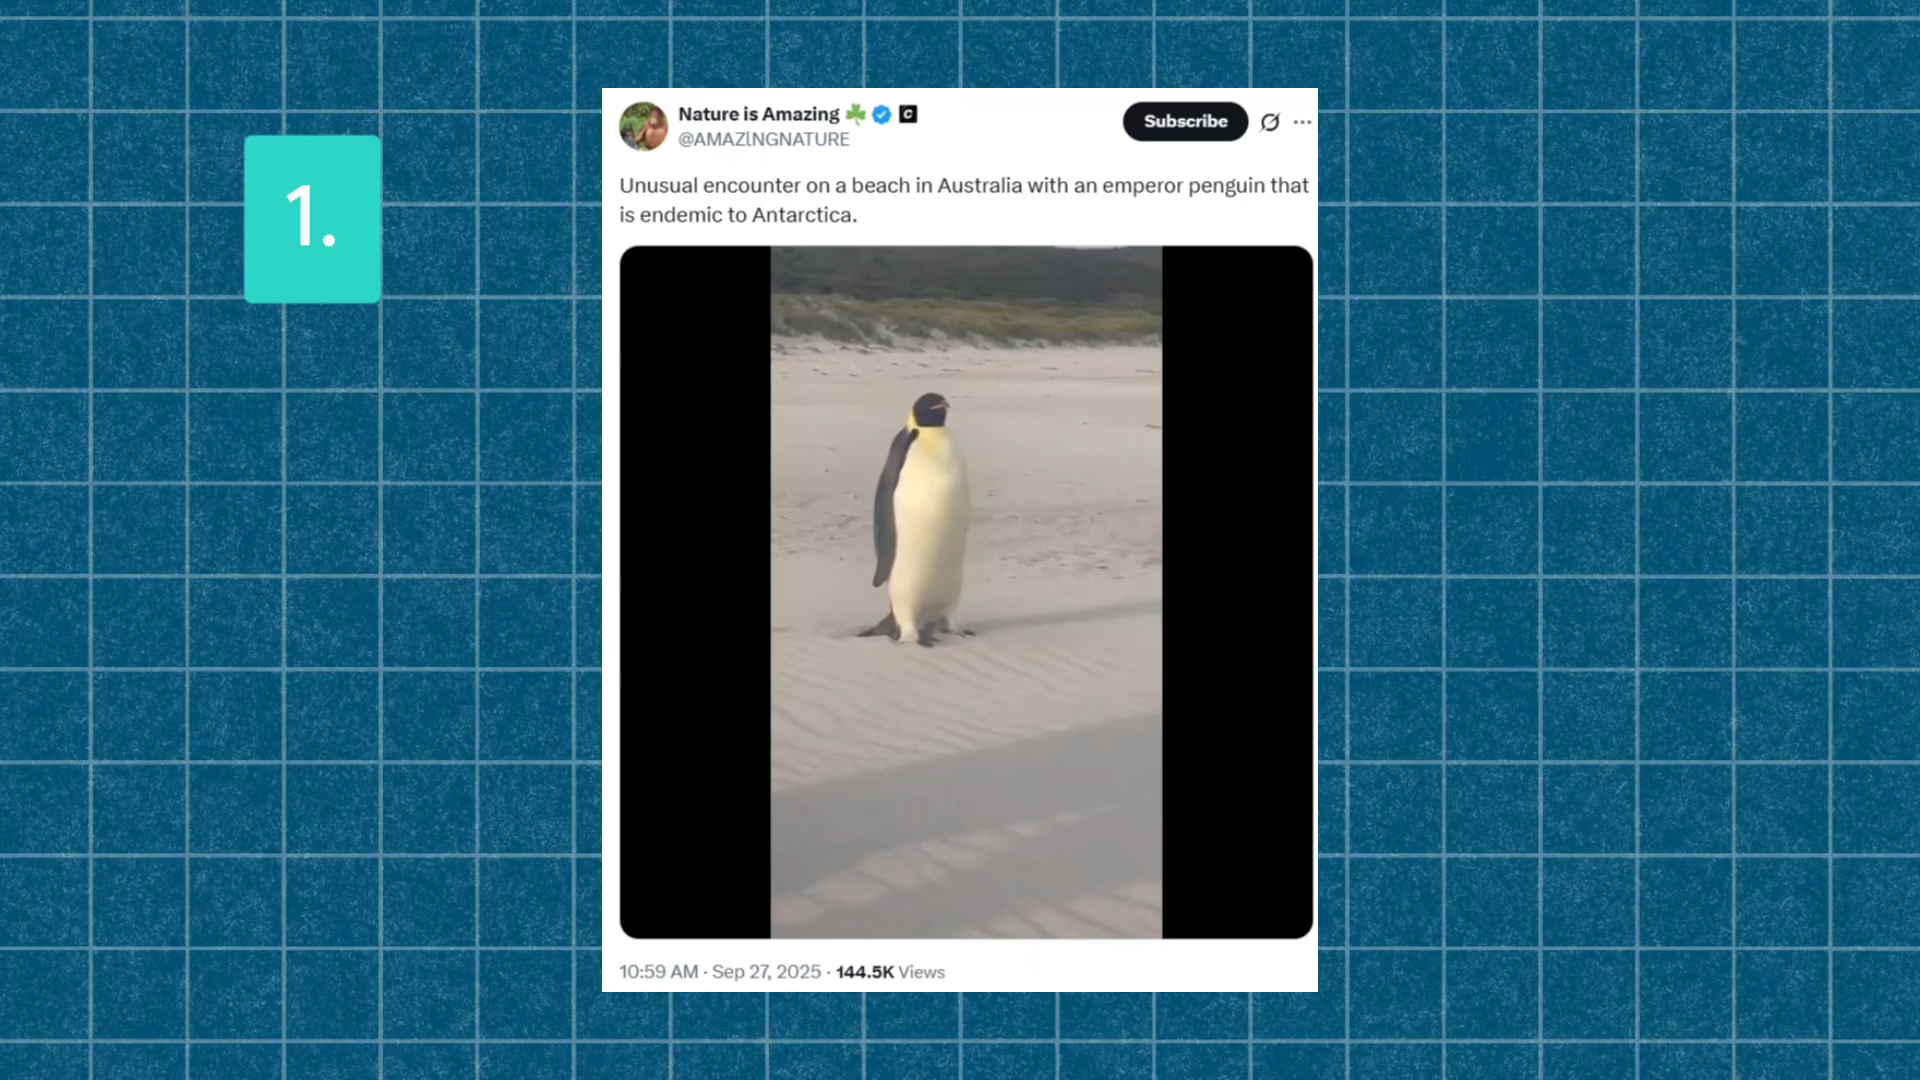 1.
Nature is Amazing
Subscribe
@AMAZlNGNATURE
Unusual encounter on a beach in Australia with an emperor penguin that
is endemic to Antarctica.
10:59 AM · Sep 27, 2025 · 144.5K Views